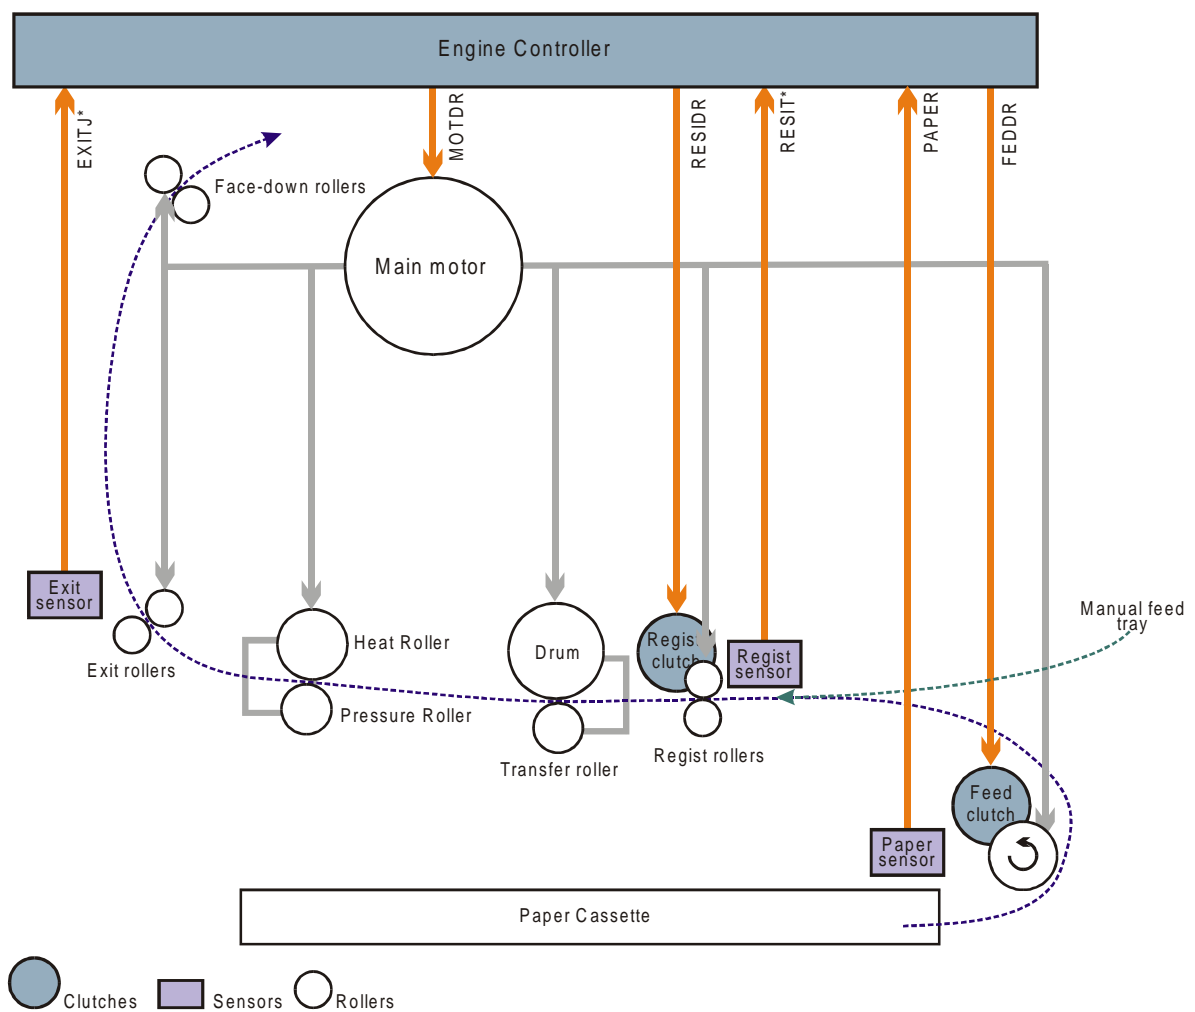 Engine Controller
EXITJ*
MOTDR
RESIDR
RESIT*
PAPER
FEDDR
Face-down rollers
Main motor
Exit
sensor
Exit rollers
Heat Roller
Pressure Roller
Drum
Transfer roller
Regist
clutch
Regist
sensor
Regist rollers
Manual feed
tray
Feed
clutch
Paper
sensor
Paper Cassette
Clutches
Sensors
Rollers